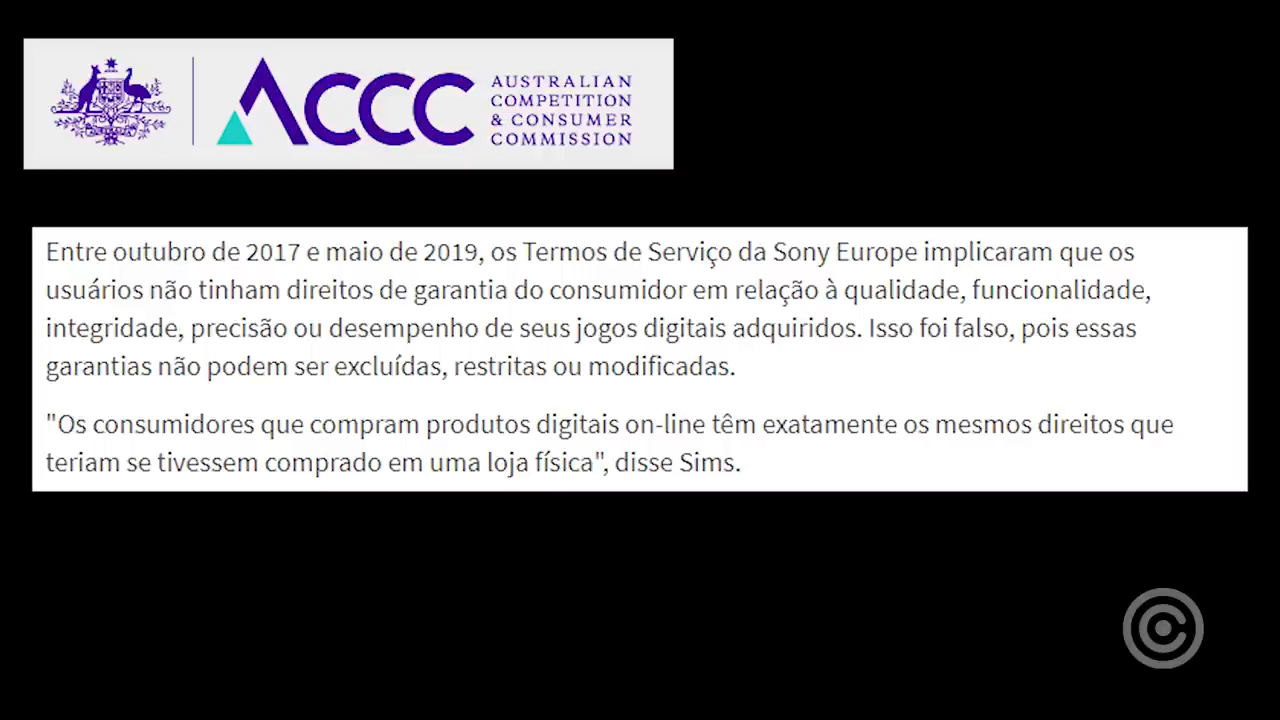 ACCC
AUSTRALIAN
COMPETITION
& CONSUMER
COMMISSION
Entre outubro de 2017 e maio de 2019, os Termos de Serviço da Sony Europe implicaram que os
usuários não tinham direitos de garantia do consumidor em relação à qualidade, funcionalidade,
integridade, precisão ou desempenho de seus jogos digitais adquiridos. Isso foi falso, pois essas
garantias não podem ser excluídas, restritas ou modificadas.
"Os consumidores que compram produtos digitais on-line têm exatamente os mesmos direitos que
teriam se tivessem comprado em uma loja física", disse Sims.